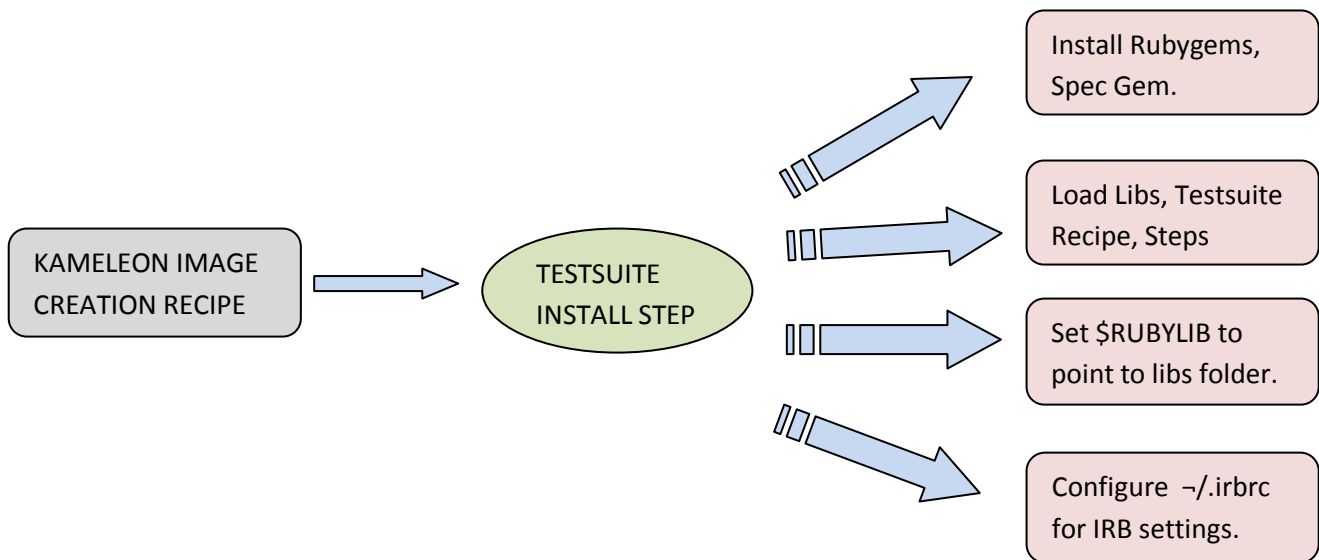 KAMELEON IMAGE
CREATION RECIPE
TESTSUITE
INSTALL STEP
Install Rubygems,
Spec Gem.
Load Libs, Testsuite
Recipe, Steps
Set $RUBYLIB to
point to libs folder.
Configure ¬/.irbrc
for IRB settings.